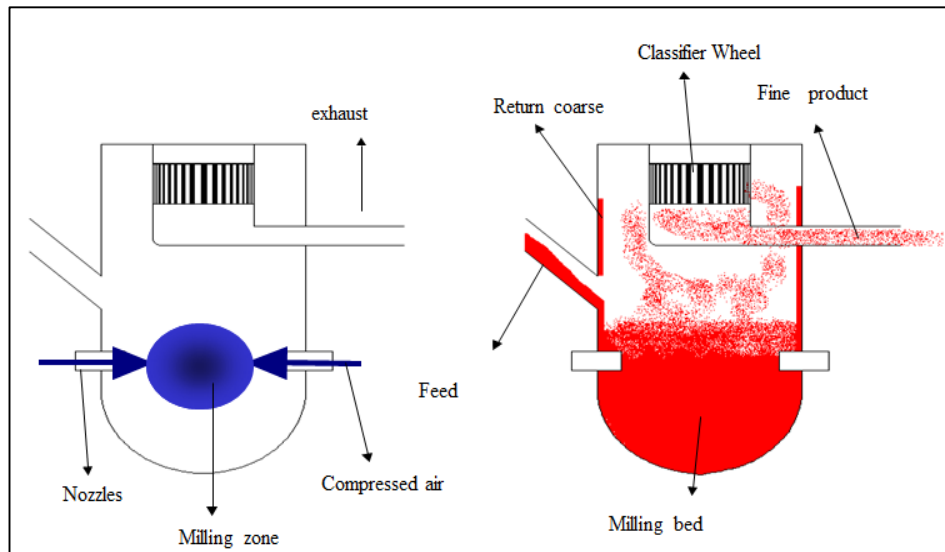 Classifier Wheel
Fine product
Return coarse
exhaust
Feed
Compressed air
Nozzles
Milling zone
Milling bed